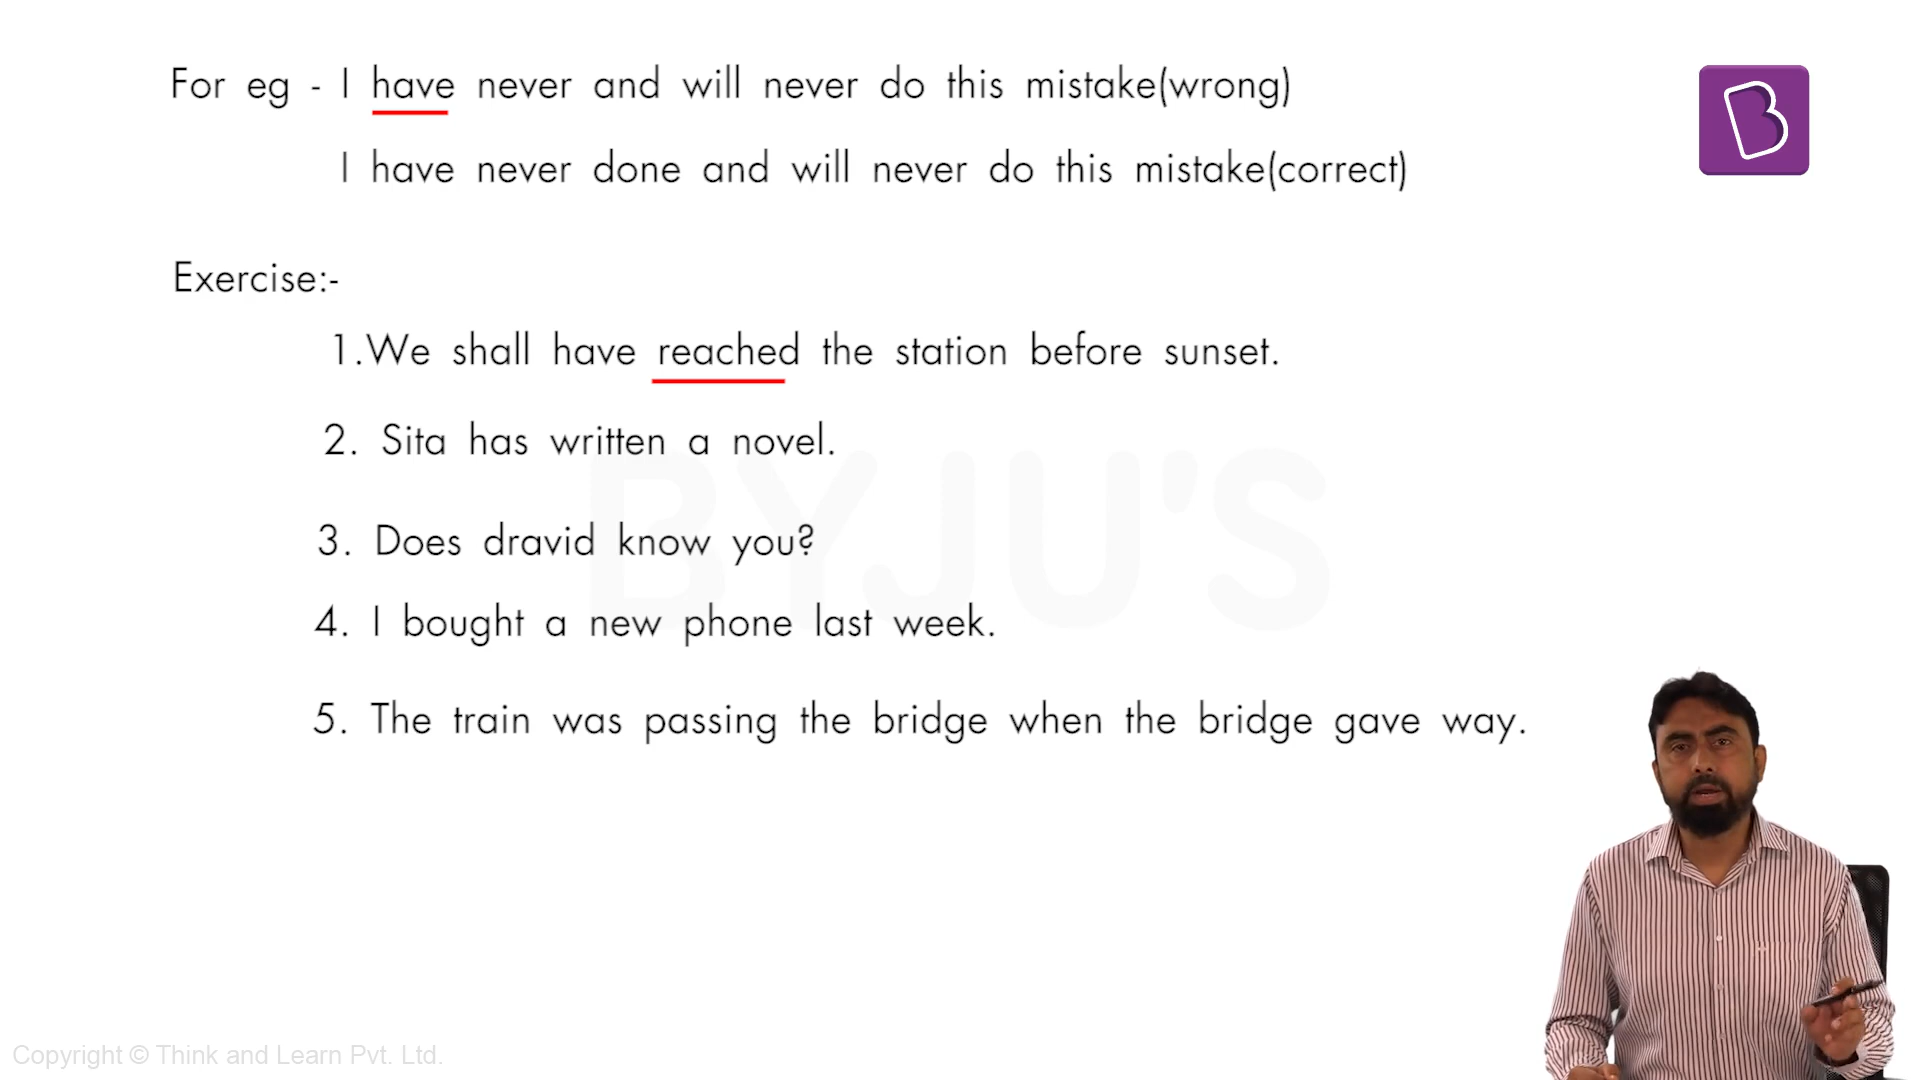 For eg - I have never and will never do this mistake(wrong)
I have never done and will never do this mistake(correct)
Exercise:-
1.We shall have reached the station before sunset.
2. Sita has written a novel.
3. Does dravid know you?
4. I bought a new phone last week.
5. The train was passing the bridge when the bridge gave way.
BYJU'S
Copyright © Think and Learn Pvt. Ltd.